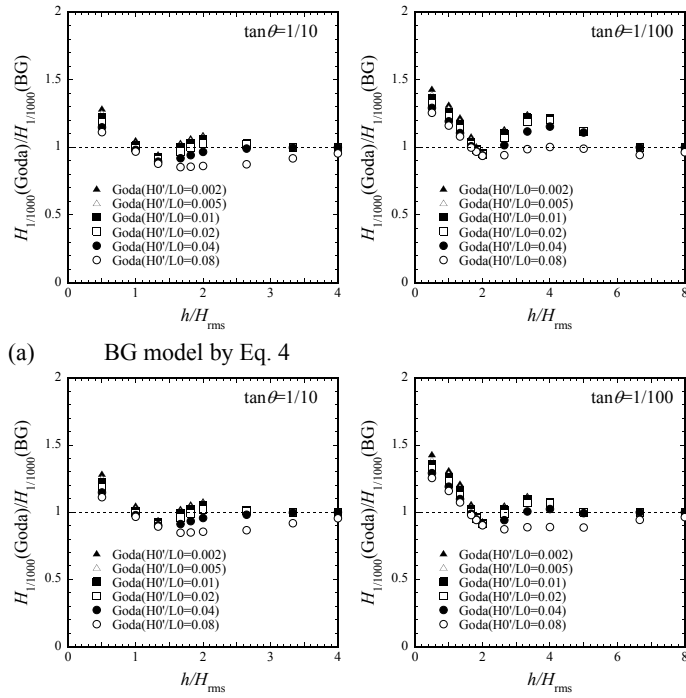 tanθ=1/10
H1/1000(Goda)/H1/1000(BG)
2
1.5
1
0.5
0
Goda(H0'/L0=0.002)
Goda(H0'/L0=0.005)
Goda(H0'/L0=0.01)
Goda(H0'/L0=0.02)
Goda(H0'/L0=0.04)
Goda(H0'/L0=0.08)
0 1 2 3 4
h/Hrms
tanθ=1/100
H1/1000(Goda)/H1/1000(BG)
2
1.5
1
0.5
0
Goda(H0'/L0=0.002)
Goda(H0'/L0=0.005)
Goda(H0'/L0=0.01)
Goda(H0'/L0=0.02)
Goda(H0'/L0=0.04)
Goda(H0'/L0=0.08)
0 2 4 6 8
h/Hrms
(a) BG model by Eq. 4
tanθ=1/10
H1/1000(Goda)/H1/1000(BG)
2
1.5
1
0.5
0
Goda(H0'/L0=0.002)
Goda(H0'/L0=0.005)
Goda(H0'/L0=0.01)
Goda(H0'/L0=0.02)
Goda(H0'/L0=0.04)
Goda(H0'/L0=0.08)
0 1 2 3 4
h/Hrms
tanθ=1/100
H1/1000(Goda)/H1/1000(BG)
2
1.5
1
0.5
0
Goda(H0'/L0=0.002)
Goda(H0'/L0=0.005)
Goda(H0'/L0=0.01)
Goda(H0'/L0=0.02)
Goda(H0'/L0=0.04)
Goda(H0'/L0=0.08)
0 2 4 6 8
h/Hrms